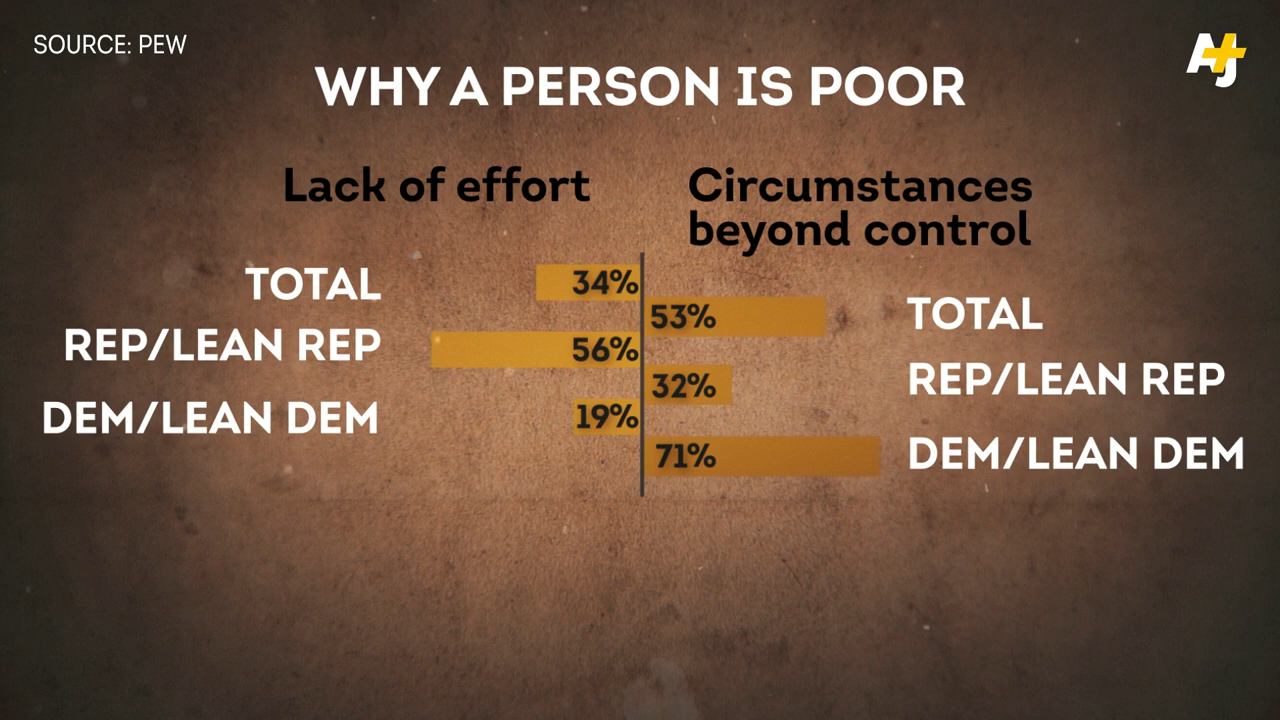 SOURCE: PEW
AJ+
WHY A PERSON IS POOR
Lack of effort
Circumstances
beyond control
TOTAL
34%
53%
TOTAL
REP/LEAN REP
56%
32%
REP/LEAN REP
DEM/LEAN DEM
19%
71%
DEM/LEAN DEM